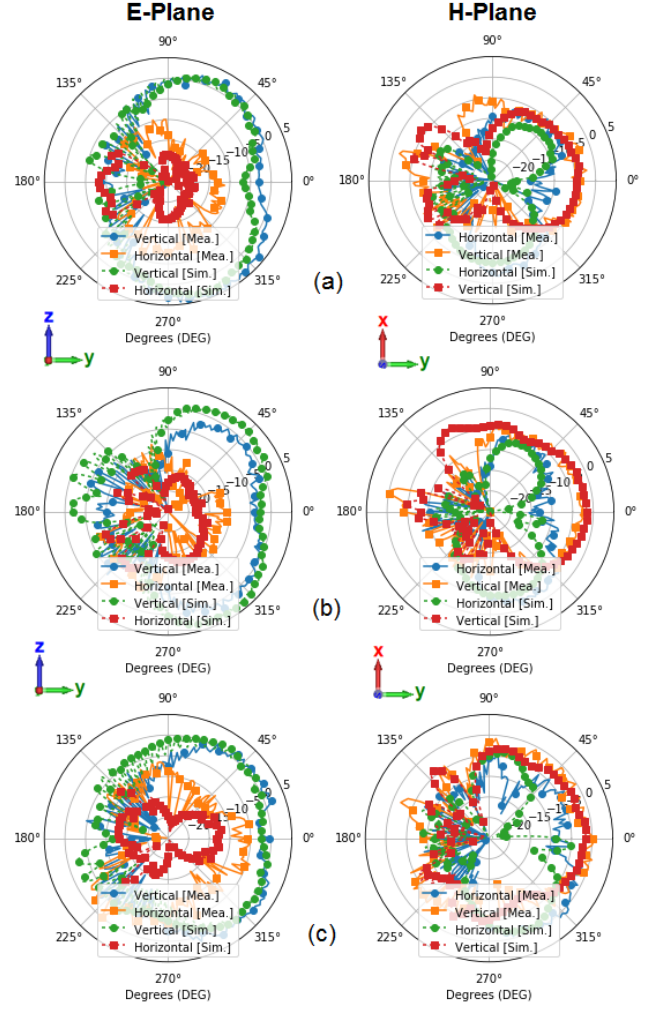 E-Plane
H-Plane
90°
135°
45°
180°
0°
225°
315°
270°
5
0
−10
−15
Vertical [Mea.]
Horizontal [Mea.]
Vertical [Sim.]
Horizontal [Sim.]
Degrees (DEG)
90°
135°
45°
180°
0°
225°
315°
270°
5
0
−10
−20
Horizontal [Mea.]
Vertical [Mea.]
Horizontal [Sim.]
Vertical [Sim.]
Degrees (DEG)
(a)
z
y
x
y
90°
135°
45°
180°
0°
225°
315°
270°
5
0
−10
−15
Vertical [Mea.]
Horizontal [Mea.]
Vertical [Sim.]
Horizontal [Sim.]
Degrees (DEG)
90°
135°
45°
180°
0°
225°
315°
270°
5
0
−10
−20
Horizontal [Mea.]
Vertical [Mea.]
Horizontal [Sim.]
Vertical [Sim.]
Degrees (DEG)
(b)
z
y
x
y
90°
135°
45°
180°
0°
225°
315°
270°
5
0
−10
−15
Vertical [Mea.]
Horizontal [Mea.]
Vertical [Sim.]
Horizontal [Sim.]
Degrees (DEG)
90°
135°
45°
180°
0°
225°
315°
270°
5
0
−10
−15
−20
Horizontal [Mea.]
Vertical [Mea.]
Horizontal [Sim.]
Vertical [Sim.]
Degrees (DEG)
(c)